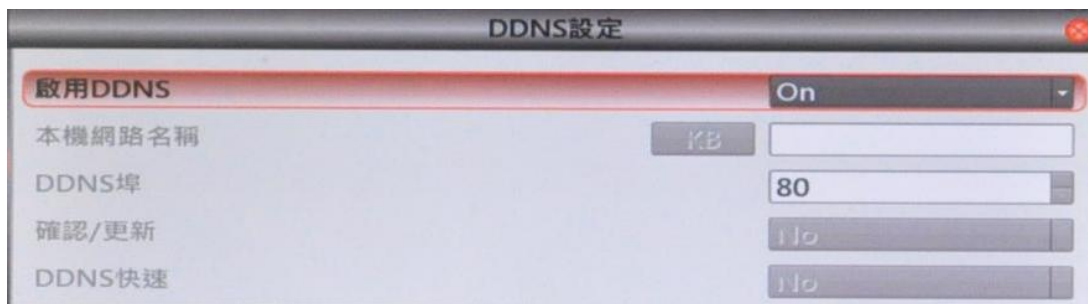 DDNS設定
啟用DDNS On
本機網路名稱 KB
DDNS埠 80
確認/更新 No
DDNS快速 No